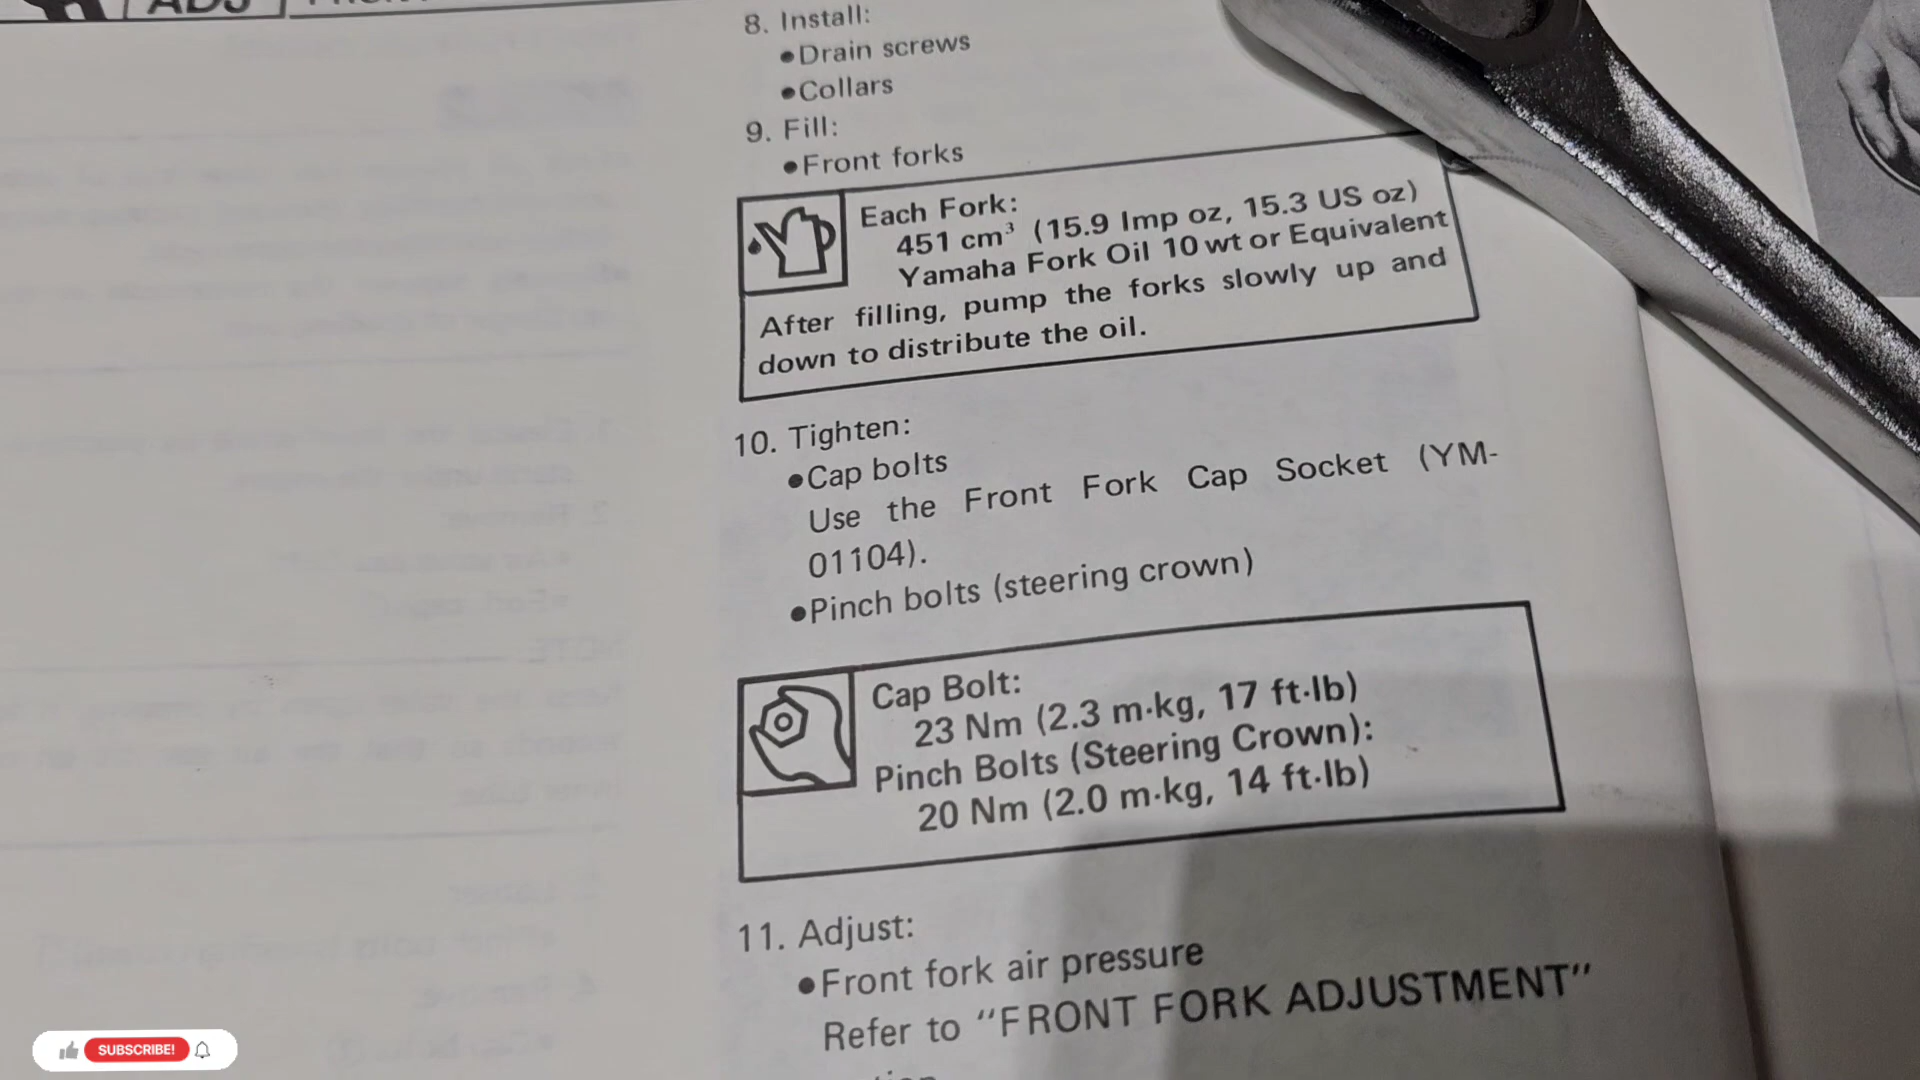 ADJ
8. Install:
●Drain screws
●Collars
9. Fill:
●Front forks
Each Fork:
451 cm³ (15.9 Imp oz, 15.3 US oz)
Yamaha Fork Oil 10 wt or Equivalent
After filling, pump the forks slowly up and
down to distribute the oil.
10. Tighten:
●Cap bolts
Use the Front Fork Cap Socket (YM-
01104).
●Pinch bolts (steering crown)
Cap Bolt:
23 Nm (2.3 m·kg, 17 ft·lb)
Pinch Bolts (Steering Crown):
20 Nm (2.0 m·kg, 14 ft·lb)
11. Adjust:
●Front fork air pressure
Refer to "FRONT FORK ADJUSTMENT"
SUBSCRIBE!